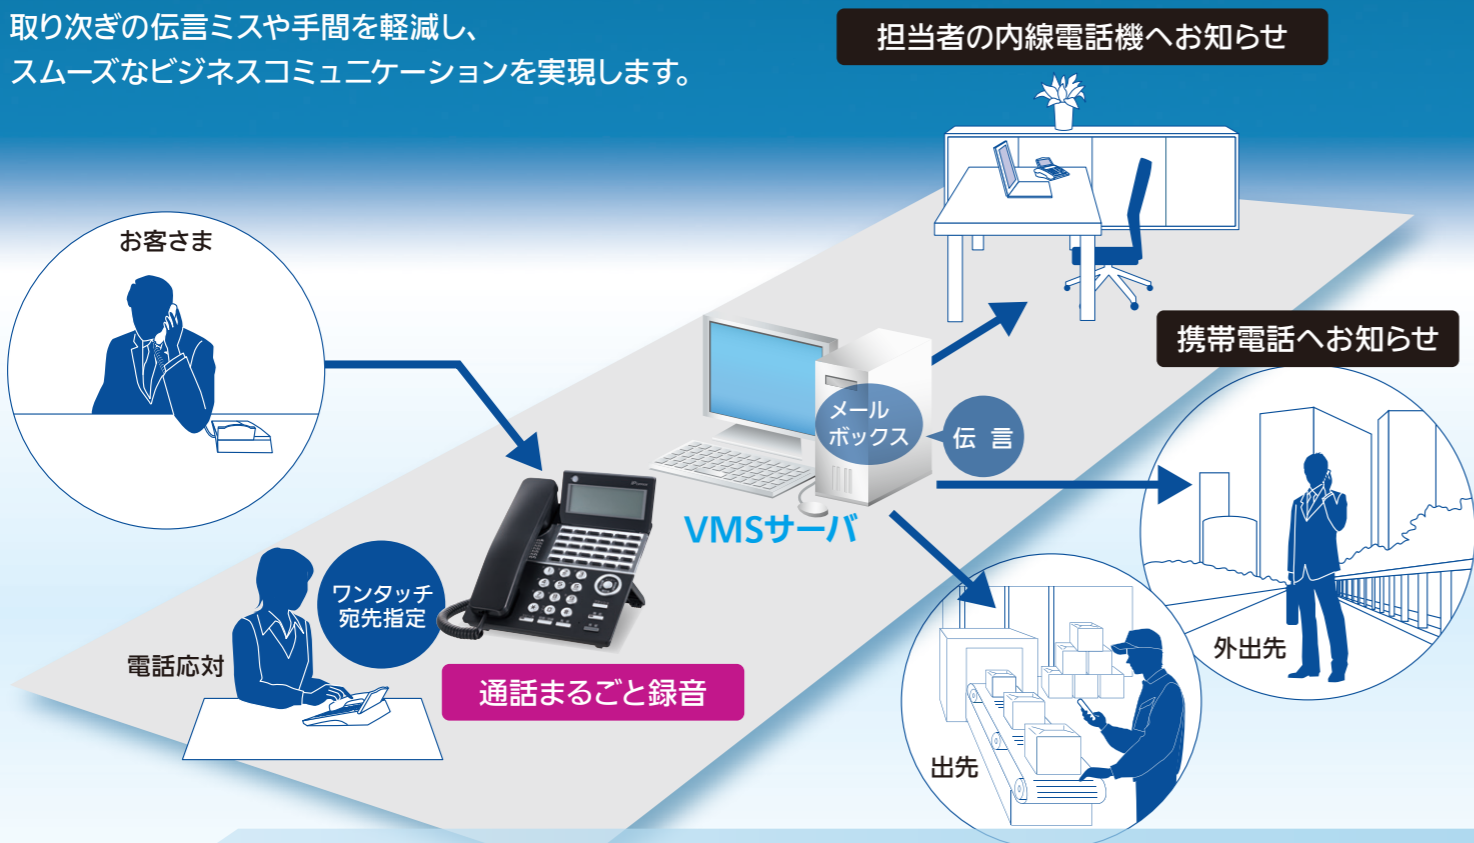 取り次ぎの伝言ミスや手間を軽減し、
スムーズなビジネスコミュニケーションを実現します。
担当者の内線電話機へお知らせ
お客さま
携帯電話へお知らせ
メール
ボックス
伝言
VMSサーバ
ワンタッチ
宛先指定
電話応対
通話まるごと録音
外出先
出先